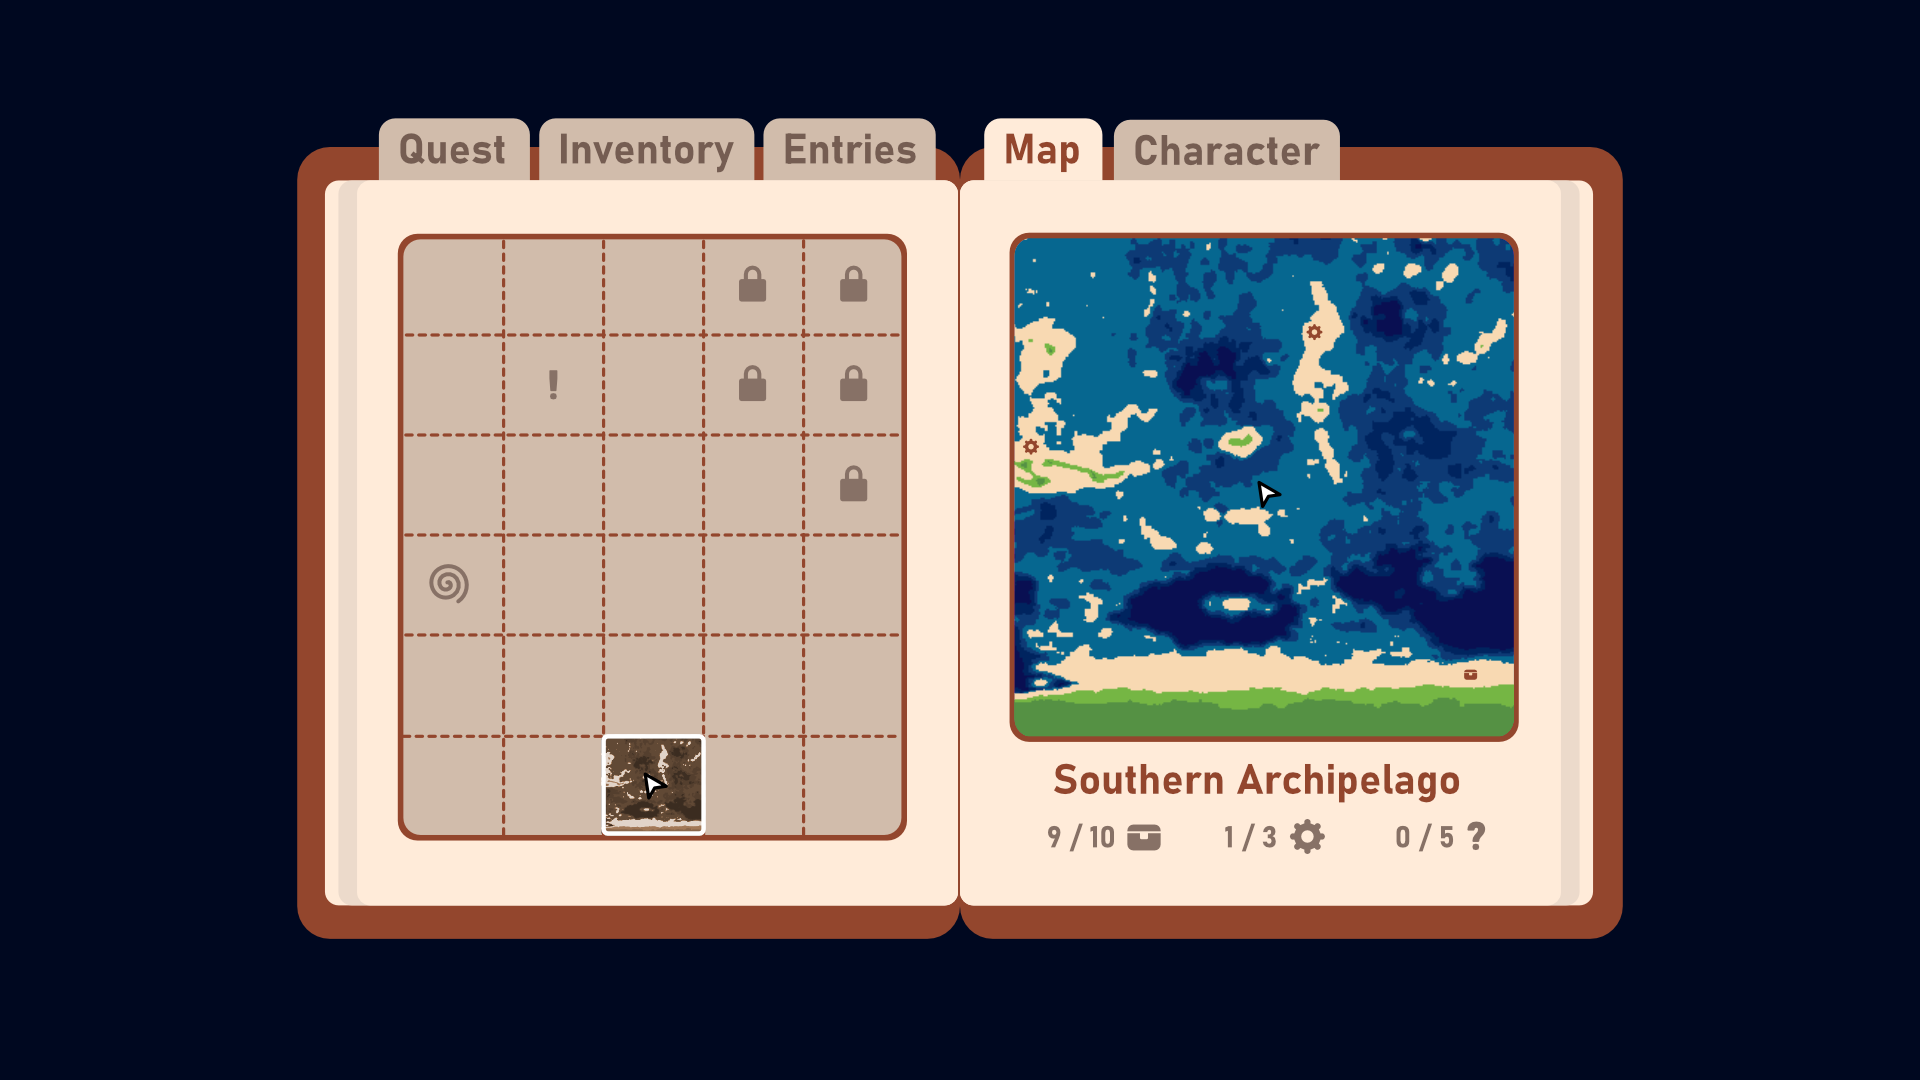 Quest
Inventory
Entries
Map
Character
!
Southern Archipelago
9 / 10
1 / 3
0 / 5 ?